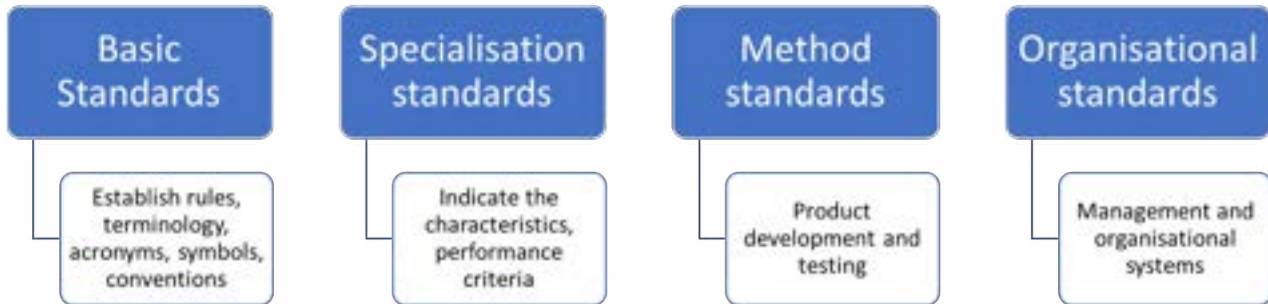 Basic
Standards
Establish rules,
terminology,
acronyms, symbols,
conventions
Specialisation
standards
Indicate the
characteristics,
performance
criteria
Method
standards
Product
development and
testing
Organisational
standards
Management and
organisational
systems